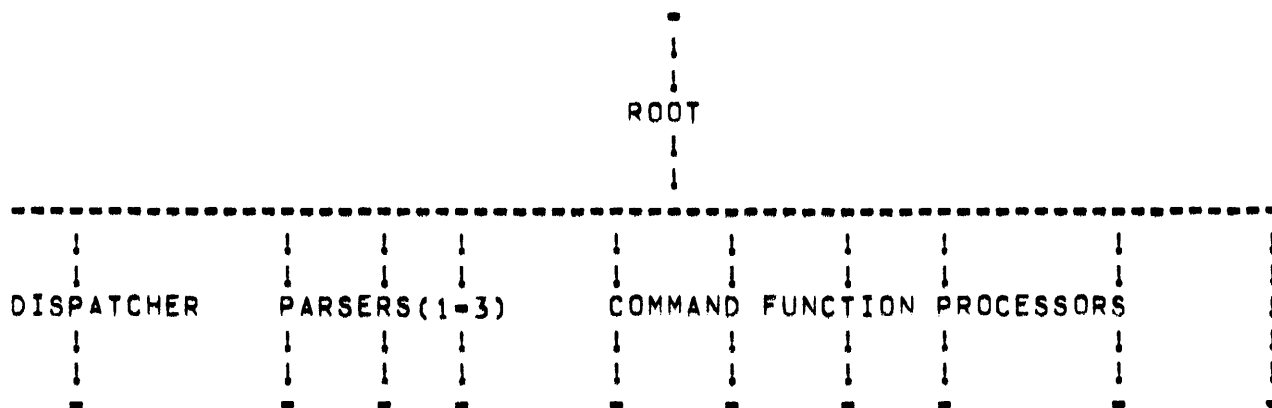 ROOT
DISPATCHER PARSERS(1-3) COMMAND FUNCTION PROCESSORS